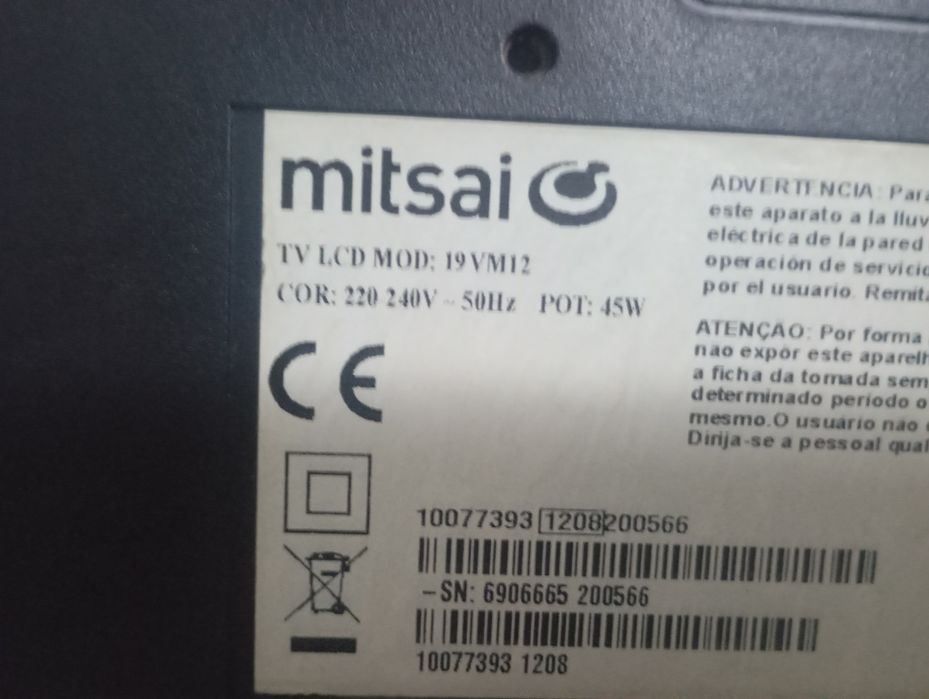 mitsai
TV LCD MOD: 19VM12
COR: 220-240V ~ 50Hz POT: 45W
CE
ADVERTENCIA: Para
este aparato a la lluv
eléctrica de la pared
operación de servicio
por el usuario. Remita
ATENÇÃO: Por forma
não expôr este aparelh
a ficha da tomada sem
determinado período o
mesmo.O usuário não
Dirija-se a pessoal qual
10077393 1208 200566
-SN: 6906665 200566
10077393 1208